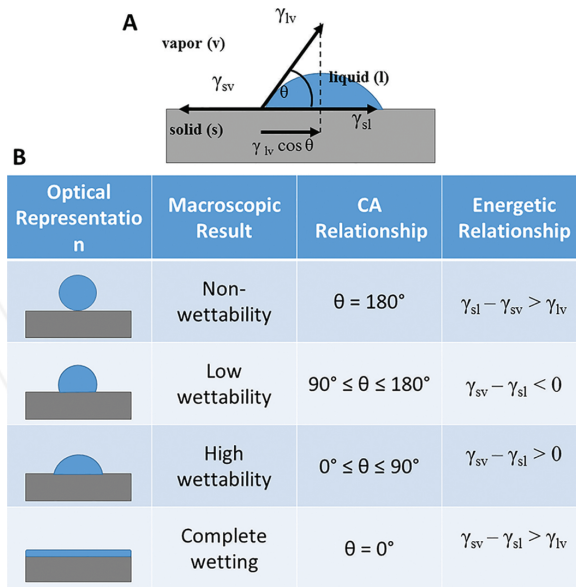 A
γlv
vapor (v)
γsv
liquid (l)
θ
solid (s)
γsl
γ lv cos θ
B
Optical
Representatio
n
Macroscopic
Result
CA
Relationship
Energetic
Relationship
Non-
wettability
θ = 180°
γsl – γsv > γlv
Low
wettability
90° ≤ θ ≤ 180°
γsv – γsl < 0
High
wettability
0° ≤ θ ≤ 90°
γsv – γsl > 0
Complete
wetting
θ = 0°
γsv – γsl > γlv